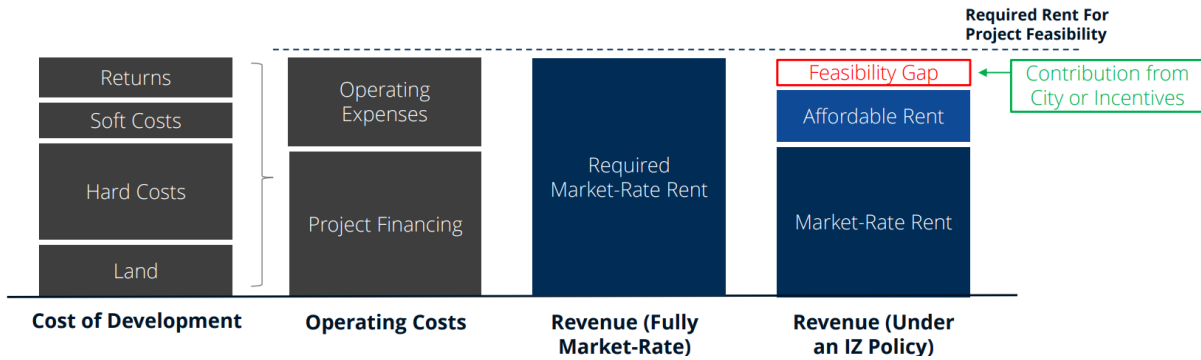 Required Rent For
Project Feasibility
Returns
Soft Costs
Hard Costs
Land
Cost of Development
Operating
Expenses
Project Financing
Operating Costs
Required
Market-Rate Rent
Revenue (Fully
Market-Rate)
Feasibility Gap
Affordable Rent
Market-Rate Rent
Revenue (Under
an IZ Policy)
Contribution from
City or Incentives